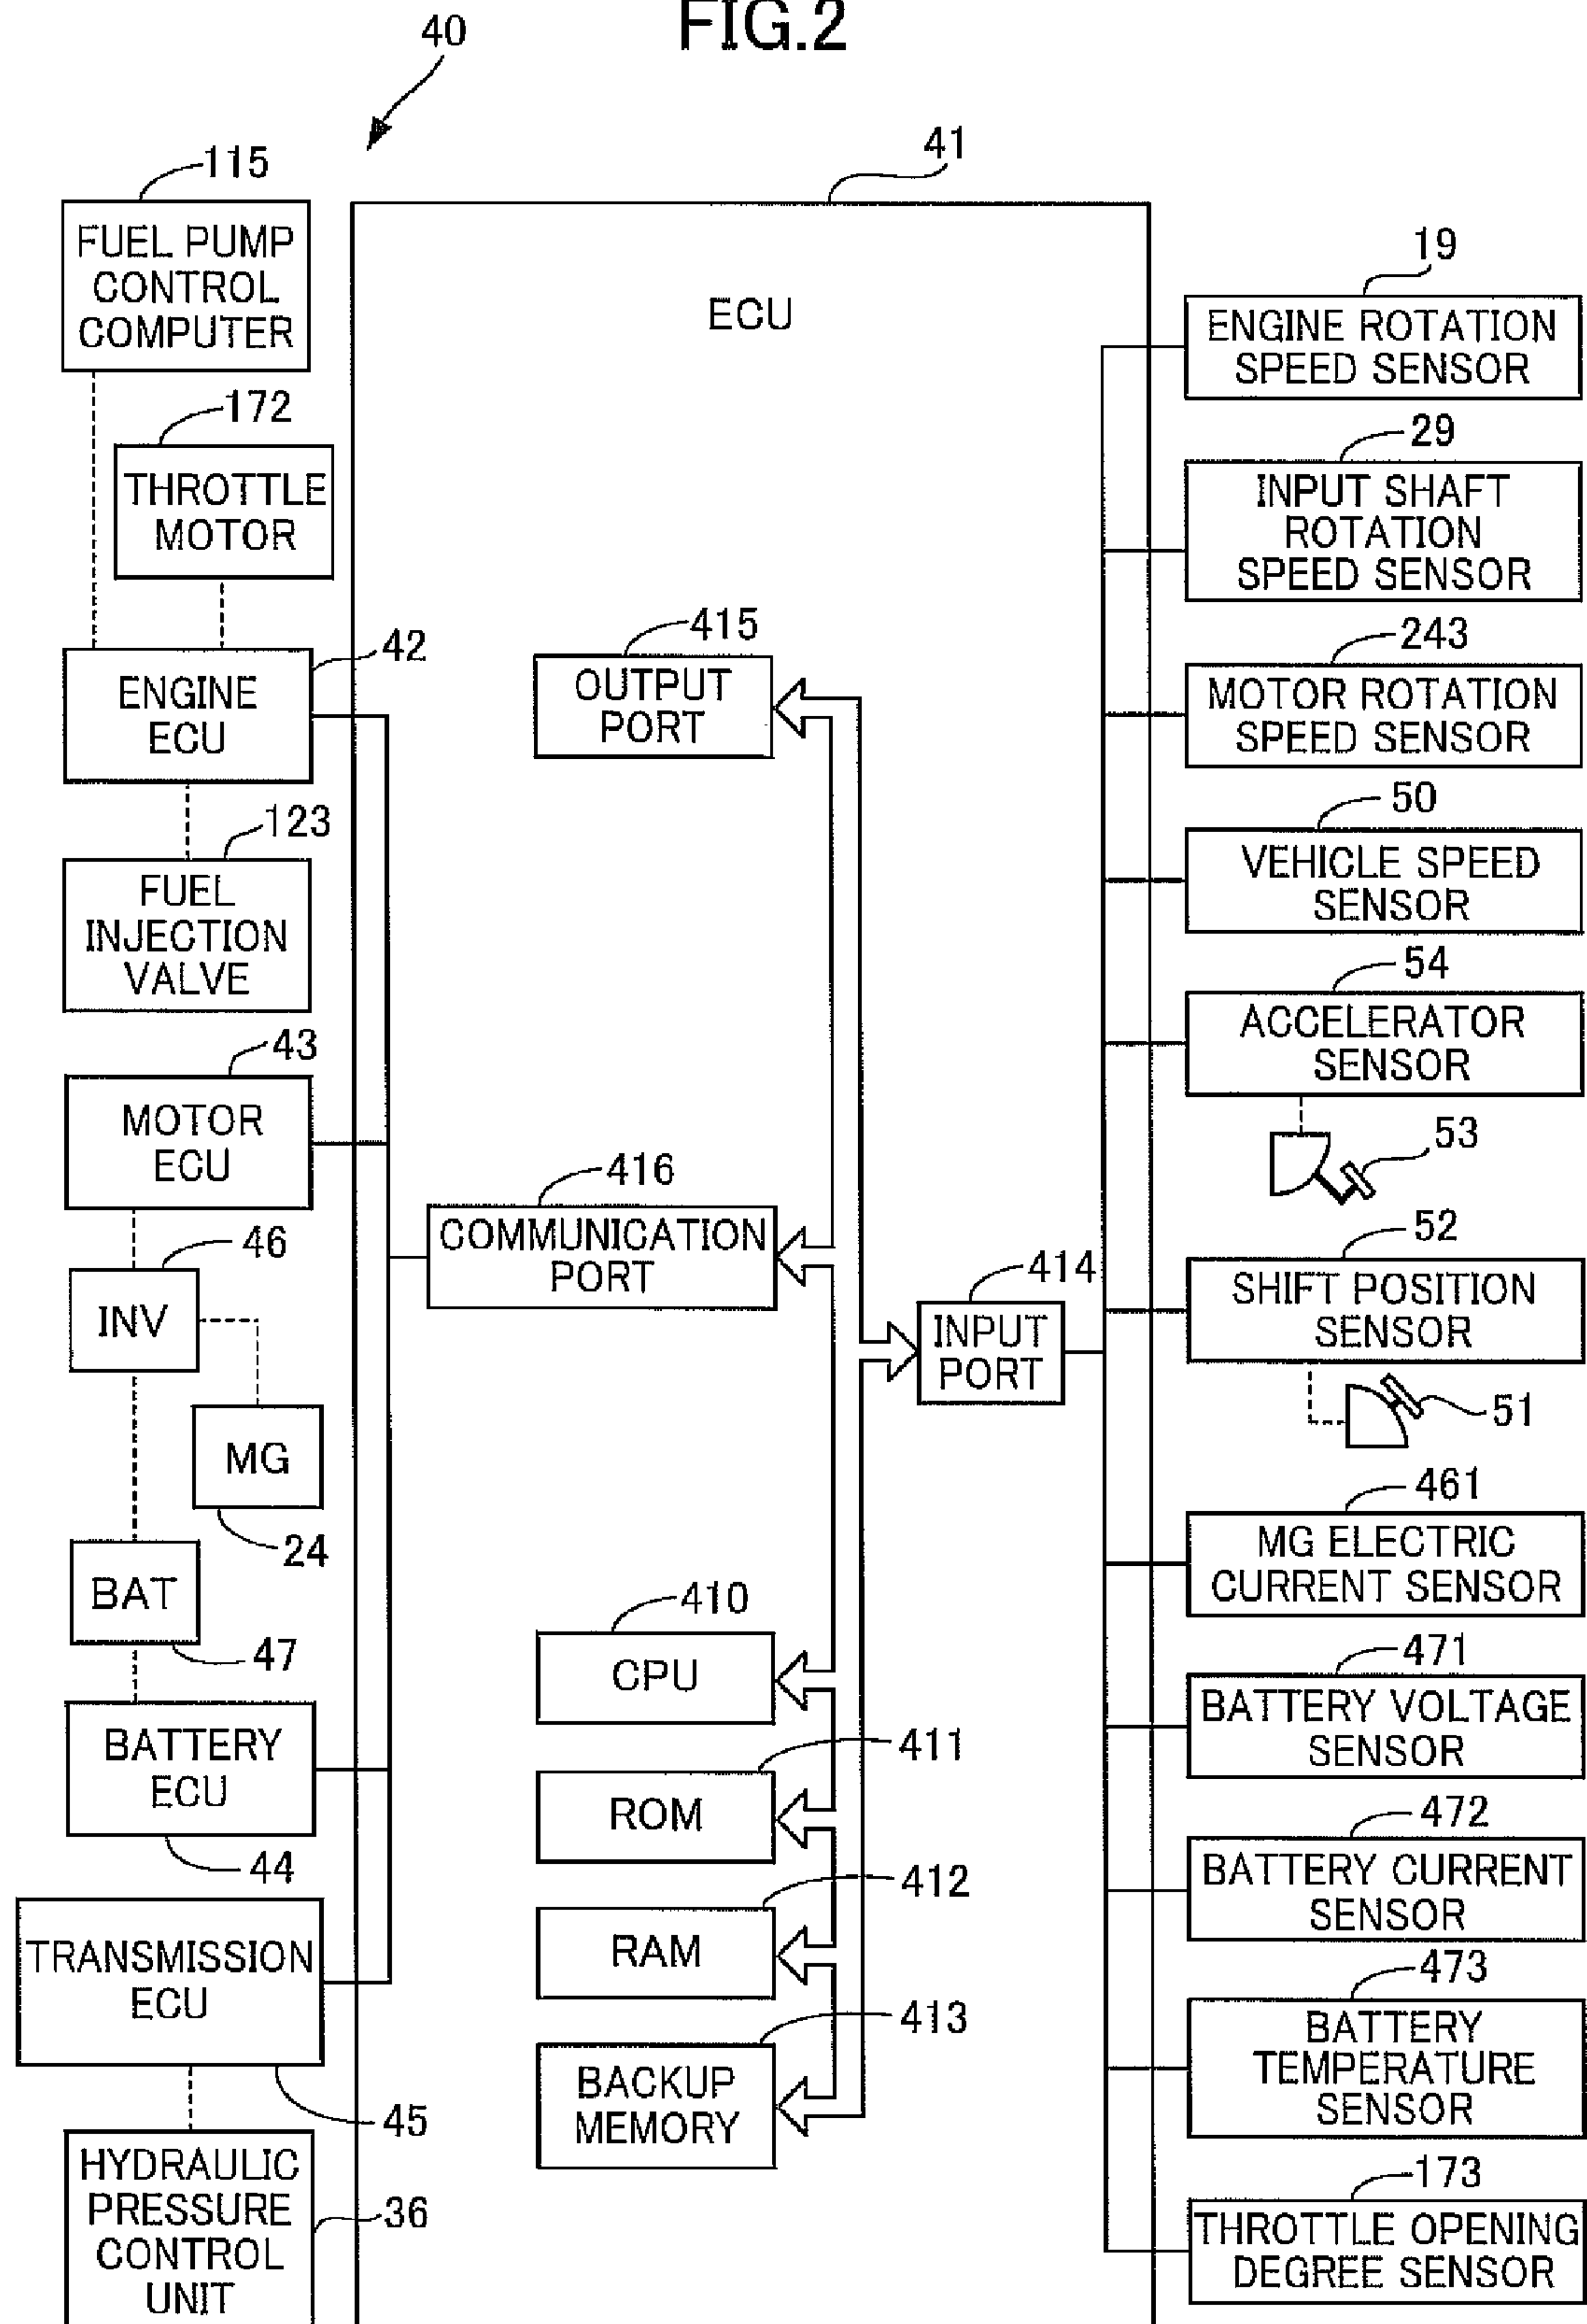 FIG.2
40
41
ECU
115
FUEL PUMP
CONTROL
COMPUTER
172
THROTTLE
MOTOR
42
ENGINE
ECU
123
FUEL
INJECTION
VALVE
43
MOTOR
ECU
46
INV
MG
24
BAT
47
BATTERY
ECU
44
TRANSMISSION
ECU
45
HYDRAULIC
PRESSURE
CONTROL
UNIT
36
415
OUTPUT
PORT
416
COMMUNICATION
PORT
414
INPUT
PORT
410
CPU
411
ROM
412
RAM
413
BACKUP
MEMORY
19
ENGINE ROTATION
SPEED SENSOR
29
INPUT SHAFT
ROTATION
SPEED SENSOR
243
MOTOR ROTATION
SPEED SENSOR
50
VEHICLE SPEED
SENSOR
54
ACCELERATOR
SENSOR
53
52
SHIFT POSITION
SENSOR
51
461
MG ELECTRIC
CURRENT SENSOR
471
BATTERY VOLTAGE
SENSOR
472
BATTERY CURRENT
SENSOR
473
BATTERY
TEMPERATURE
SENSOR
173
THROTTLE OPENING
DEGREE SENSOR